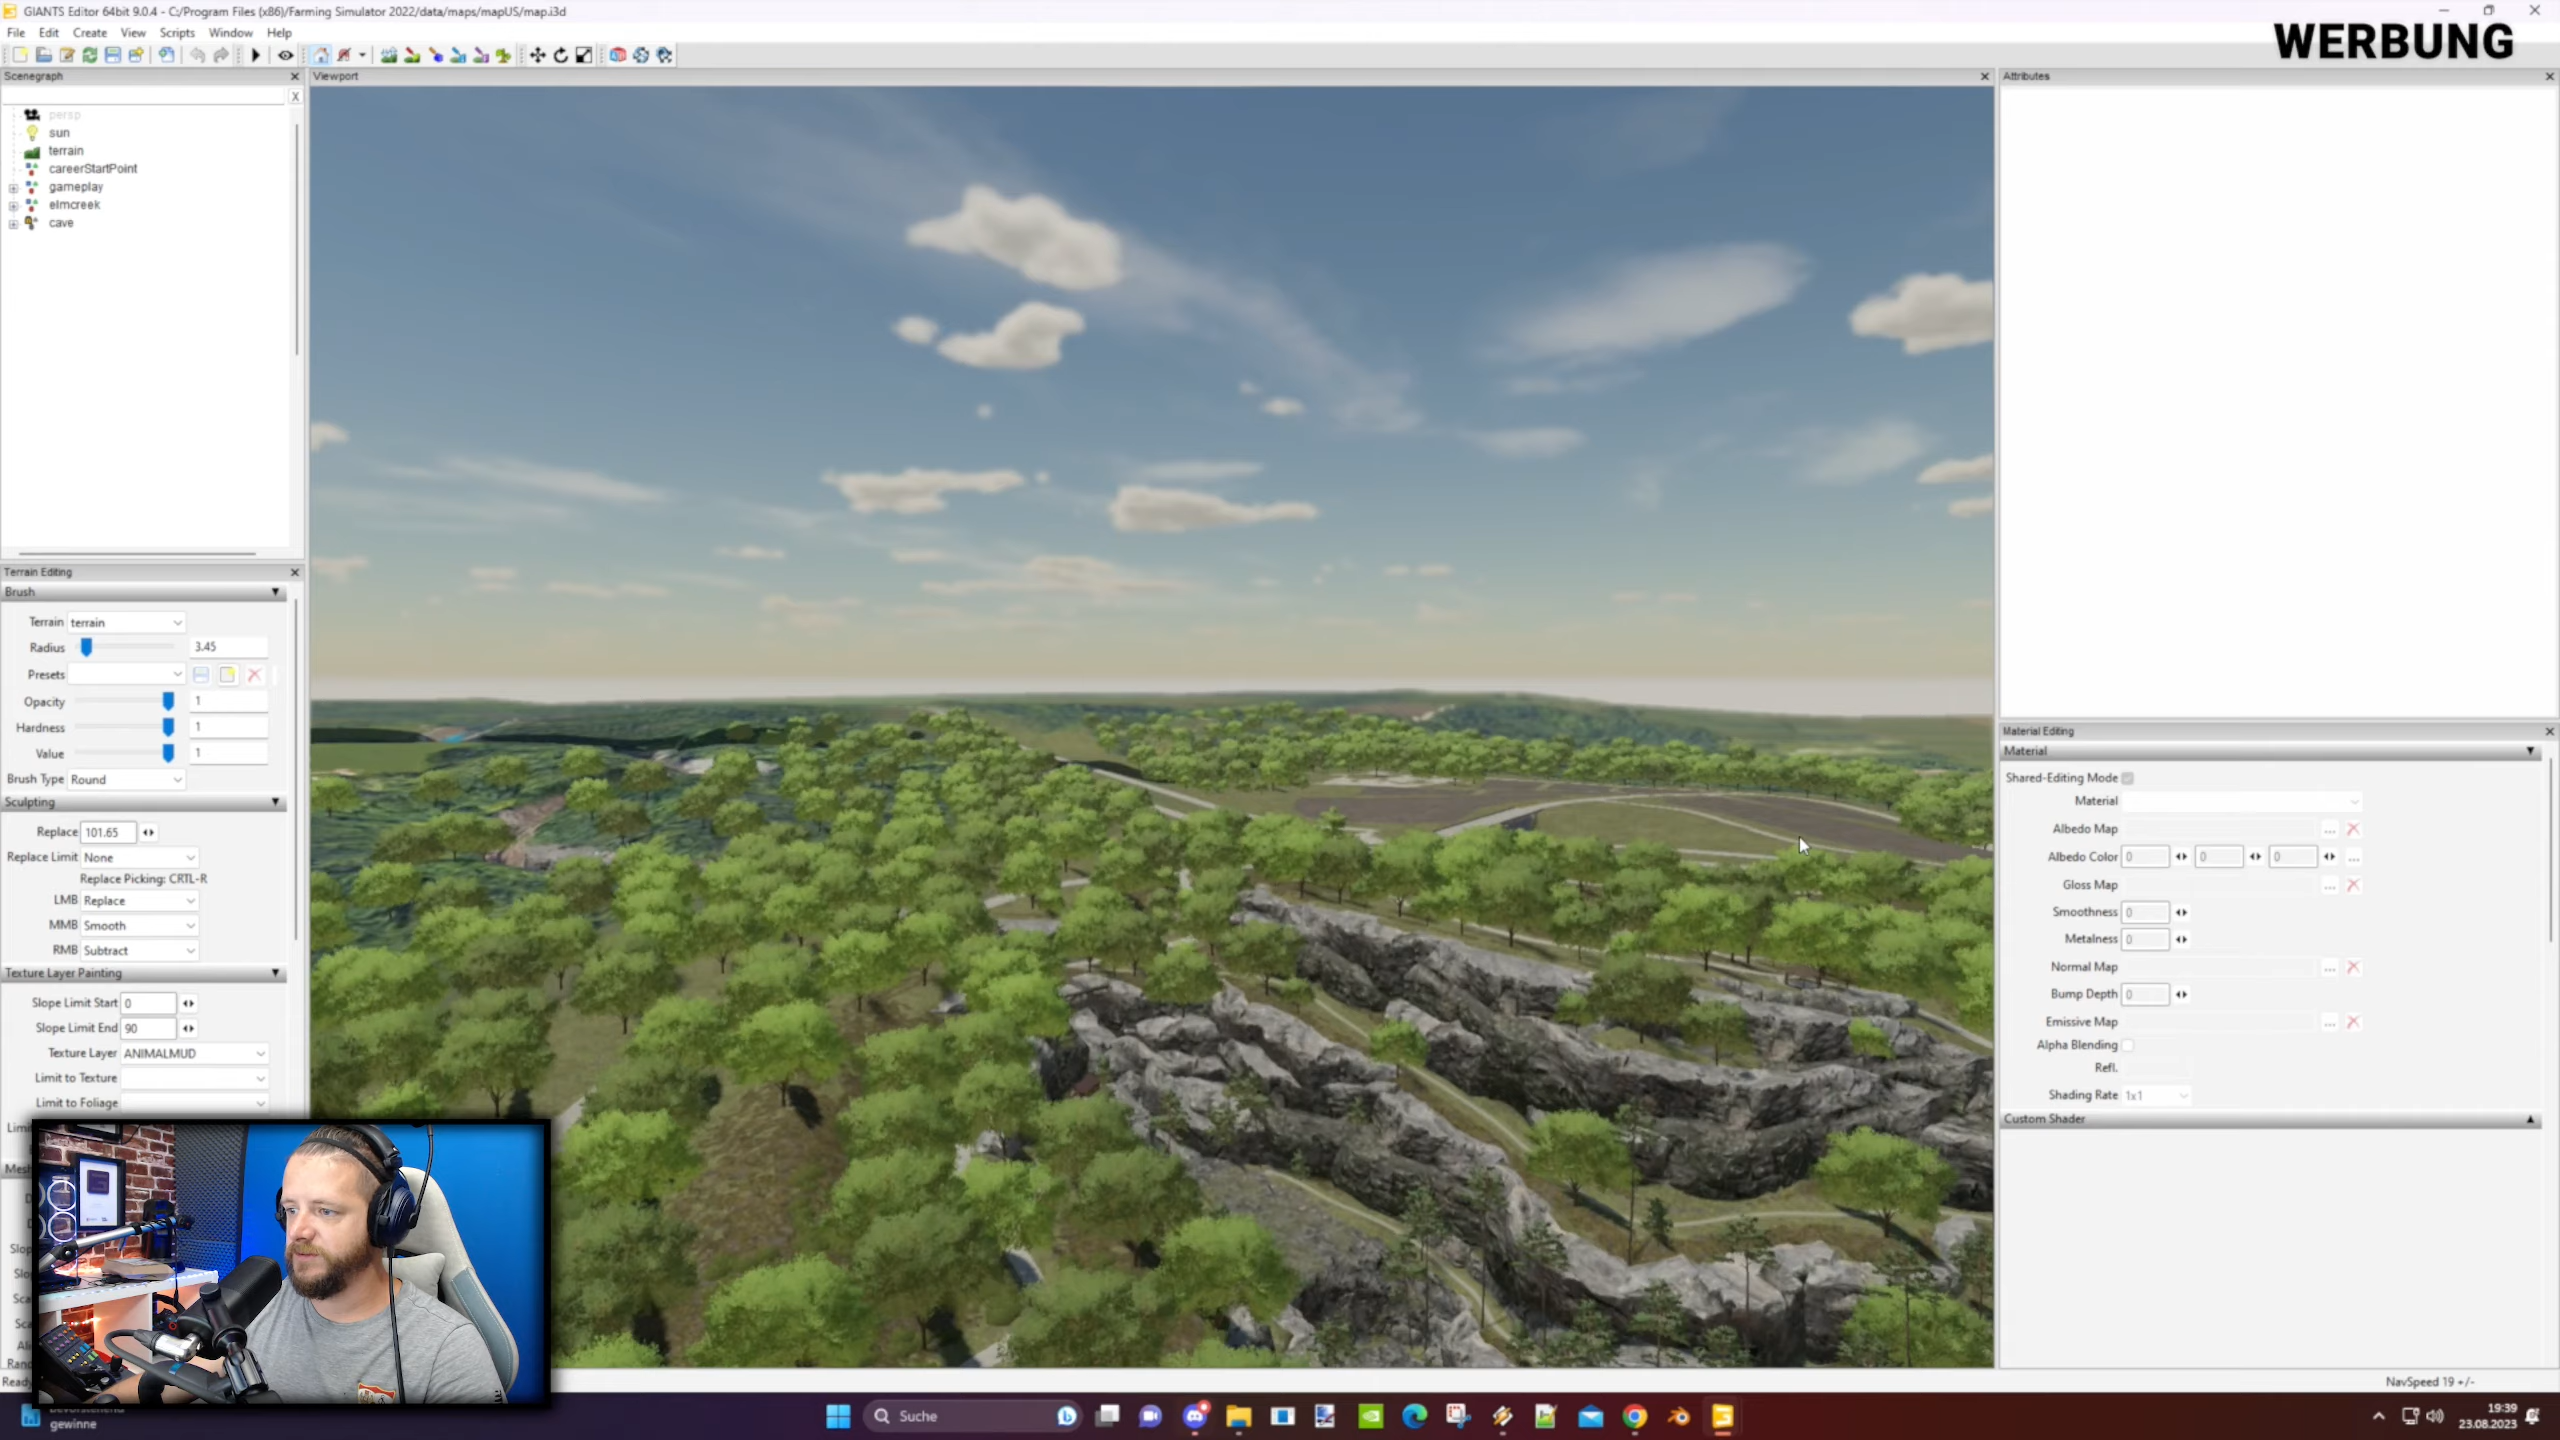 GIANTS Editor 64bit 9.0.4 - C:/Program Files (x86)/Farming Simulator 2022/data/maps/mapUS/map.i3d
File Edit Create View Scripts Window Help
WERBUNG
Scenegraph
X
persp
sun
terrain
careerStartPoint
gameplay
elmcreek
cave
Viewport
Attributes
Terrain Editing
Brush
Terrain terrain
Radius 3.45
Presets
Opacity 1
Hardness 1
Value 1
Brush Type Round
Sculpting
Replace 101.65
Replace Limit None
Replace Picking: CRTL-R
LMB Replace
MMB Smooth
RMB Subtract
Texture Layer Painting
Slope Limit Start 0
Slope Limit End 90
Texture Layer ANIMALMUD
Limit to Texture
Limit to Foliage
Material Editing
Material
Shared-Editing Mode
Material
Albedo Map ...
Albedo Color 0 0 0 ...
Gloss Map ...
Smoothness 0
Metalness 0
Normal Map ...
Bump Depth 0
Emissive Map ...
Alpha Blending
Refl.
Shading Rate 1x1
Custom Shader
NavSpeed 19 +/-
gewinne
Suche
19:39
23.08.2023